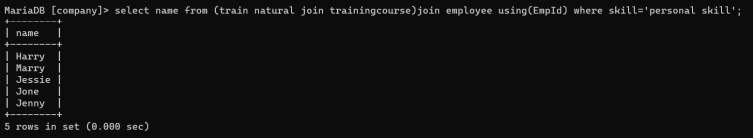 MariaDB [company]> select name from (train natural join trainingcourse)join employee using(EmpId) where skill='personal skill';
+--------+
| name   |
+--------+
| Harry  |
| Marry  |
| Jessie |
| Jone   |
| Jenny  |
+--------+
5 rows in set (0.000 sec)